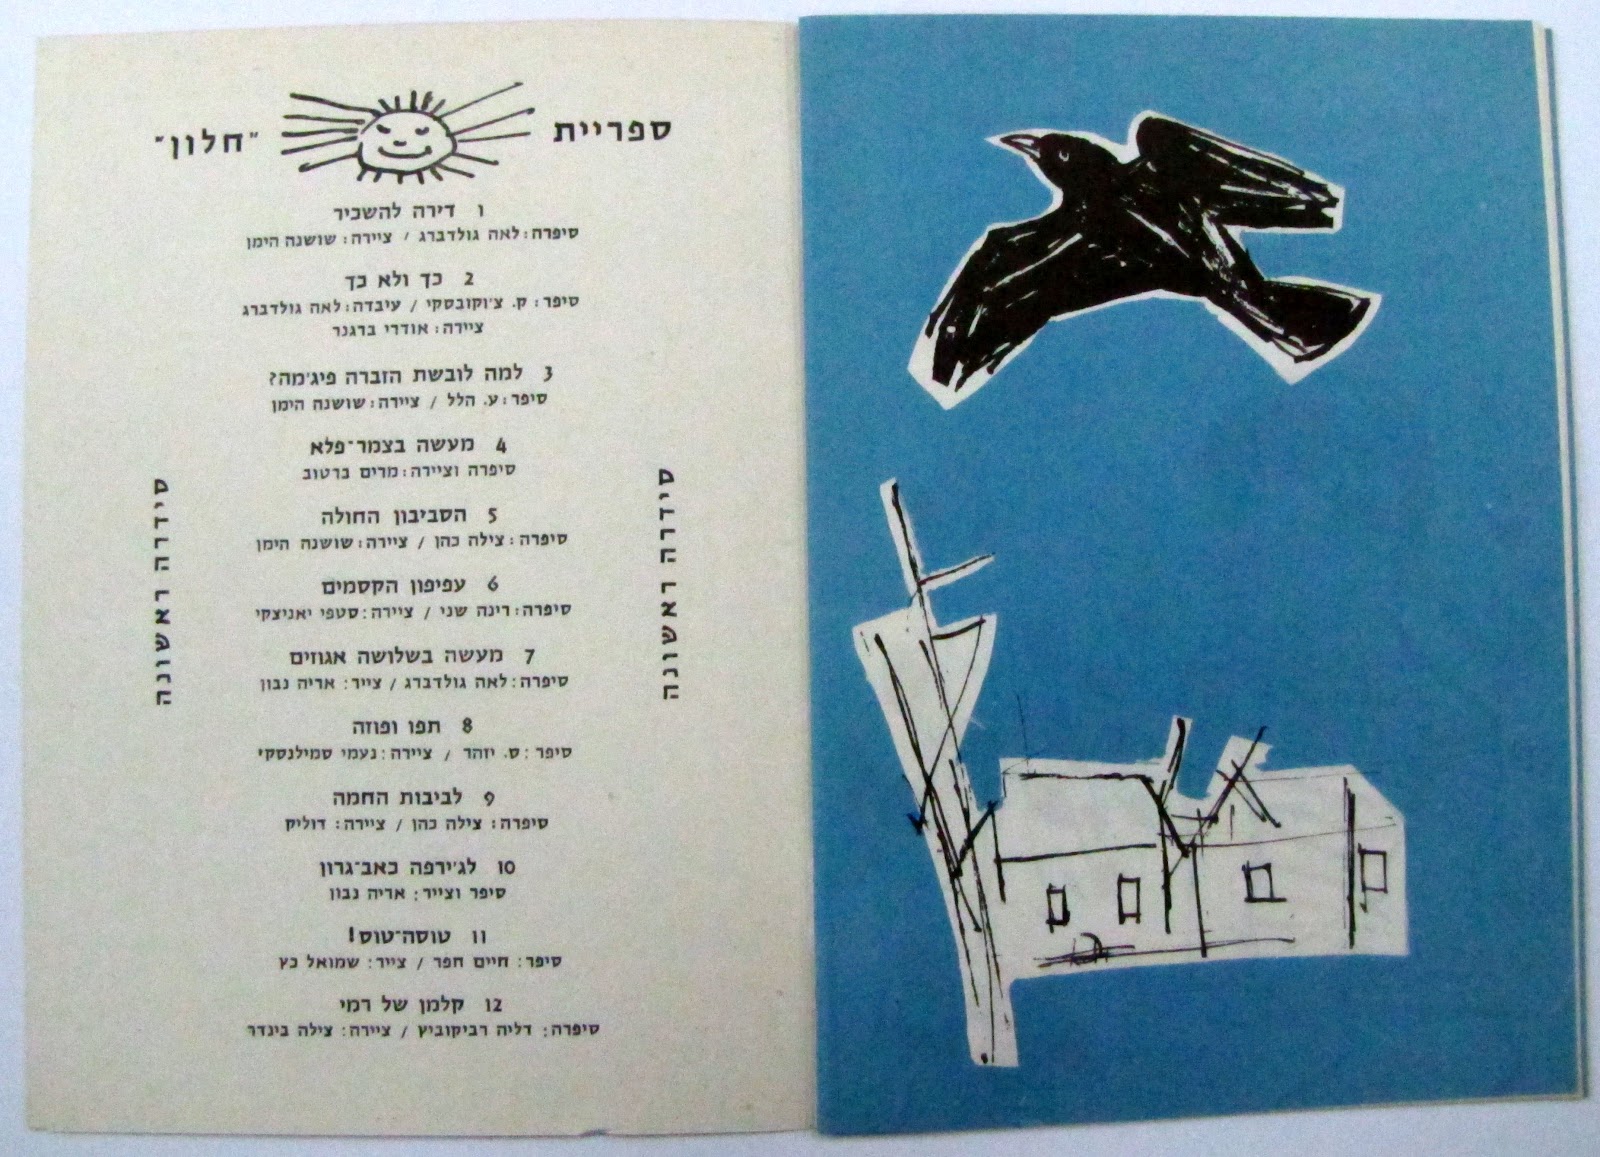 ספריית "חלון"
1 דירה להשכיר
סיפרה: לאה גולדברג / ציירה: שושנה הימן
2 כך ולא כך
סיפר: ק. צ'וקובסקי / עיבדה: לאה גולדברג
ציירה: אודרי ברגנר
3 למה לובשת הזברה פיג'מה?
סיפר: ע. הלל / ציירה: שושנה הימן
4 מעשה בצמר־פלא
סיפרה וציירה: מרים ברטוב
5 הסביבון החולה
סיפרה: צילה כהן / ציירה: שושנה הימן
6 עפיפון הקסמים
סיפרה: רינה שני / ציירה: סטפי יאניצקי
7 מעשה בשלושה אגוזים
סיפרה: לאה גולדברג / צייר: אריה נבון
8 תפו ופוזה
סיפר: ס. יזהר / ציירה: נעמי סמילנסקי
9 לביבות החמה
סיפרה: צילה כהן / ציירה: דוליק
10 לג'ירפה כאב־גרון
סיפר וצייר: אריה נבון
11 טוסה־טוס!
סיפר: חיים חפר / צייר: שמואל כץ
12 קלמן של רמי
סיפרה: דליה רביקוביץ / ציירה: צילה בינדר
סידרה ראשונה
סידרה ראשונה